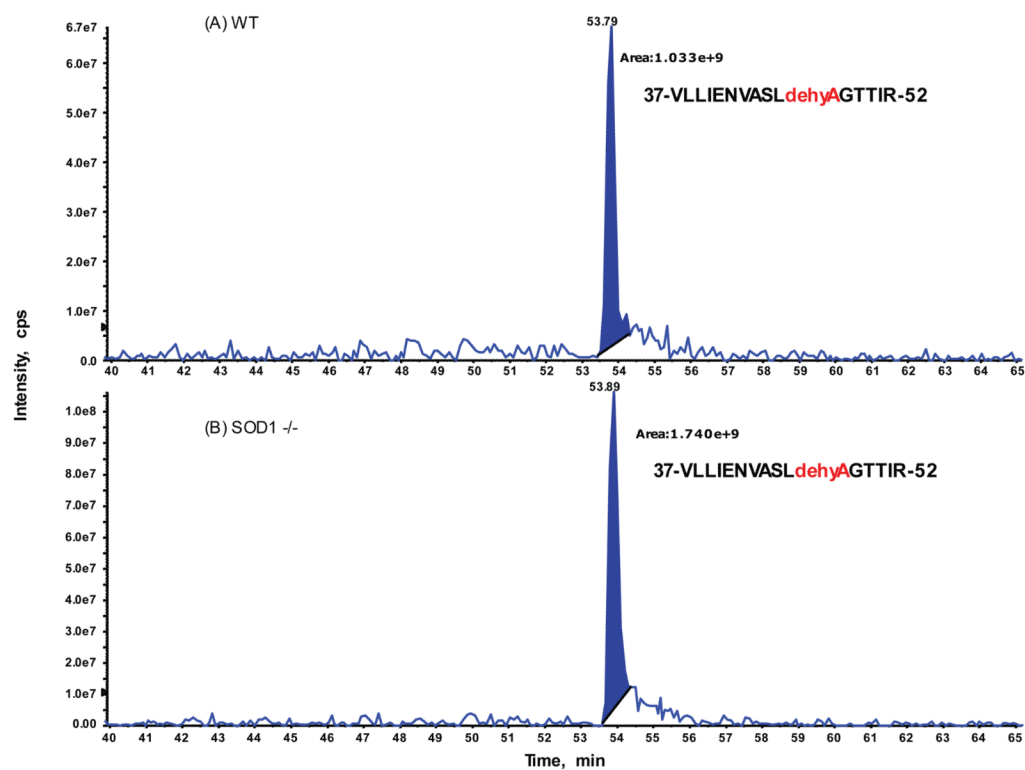 (A) WT
53.79
Area:1.033e+9
37-VLLIENVASLdehyAGTTIR-52
6.7e7
6.0e7
5.0e7
4.0e7
3.0e7
2.0e7
1.0e7
0.0
40 41 42 43 44 45 46 47 48 49 50 51 52 53 54 55 56 57 58 59 60 61 62 63 64 65
Intensity, cps
53.89
(B) SOD1 -/-
Area:1.740e+9
37-VLLIENVASLdehyAGTTIR-52
1.0e8
9.0e7
8.0e7
7.0e7
6.0e7
5.0e7
4.0e7
3.0e7
2.0e7
1.0e7
0.00
40 41 42 43 44 45 46 47 48 49 50 51 52 53 54 55 56 57 58 59 60 61 62 63 64 65
Time, min